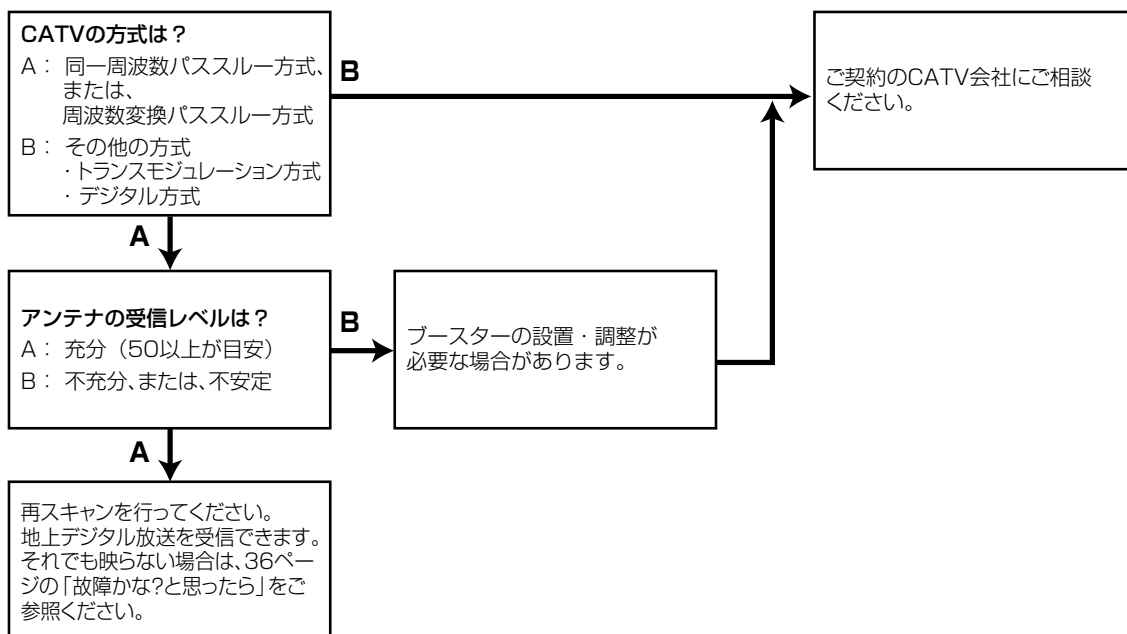 CATVの方式は？
A： 同一周波数パススルー方式、
または、
周波数変換パススルー方式
B： その他の方式
・トランスモジュレーション方式
・デジタル方式
B
ご契約のCATV会社にご相談
ください。
A
アンテナの受信レベルは？
A： 充分（50以上が目安）
B： 不充分、または、不安定
B
ブースターの設置・調整が
必要な場合があります。
A
再スキャンを行ってください。
地上デジタル放送を受信できます。
それでも映らない場合は、36ペー
ジの「故障かな?と思ったら」をご
参照ください。